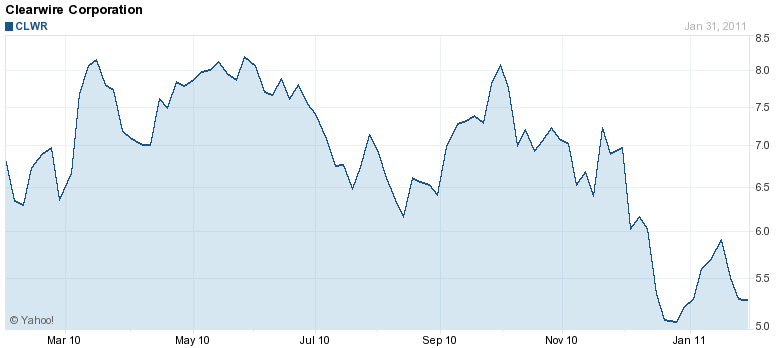 Clearwire Corporation
CLWR Jan 31, 2011
8.5
8.0
7.5
7.0
6.5
6.0
5.5
5.0
© Yahoo!
Mar 10 May 10 Jul 10 Sep 10 Nov 10 Jan 11